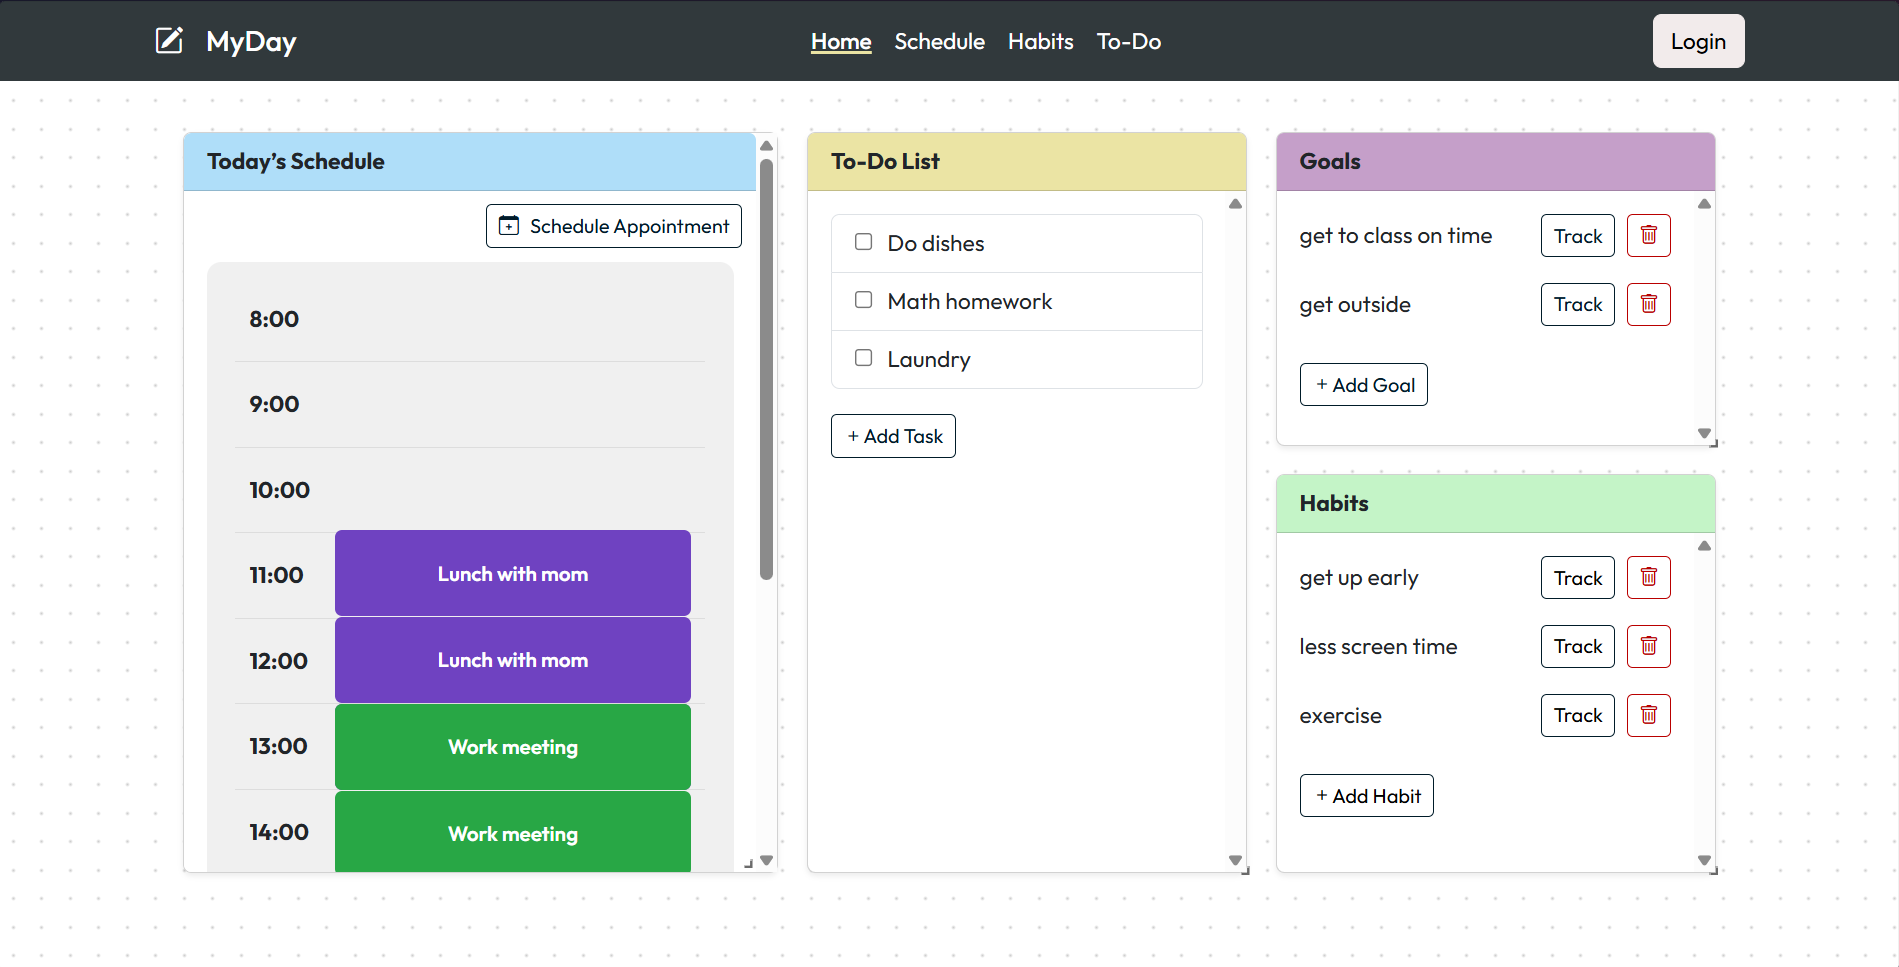 MyDay
Home Schedule Habits To-Do
Login
Today’s Schedule
Schedule Appointment
8:00
9:00
10:00
11:00 Lunch with mom
12:00 Lunch with mom
13:00 Work meeting
14:00 Work meeting
To-Do List
Do dishes
Math homework
Laundry
+ Add Task
Goals
get to class on time Track
get outside Track
+ Add Goal
Habits
get up early Track
less screen time Track
exercise Track
+ Add Habit